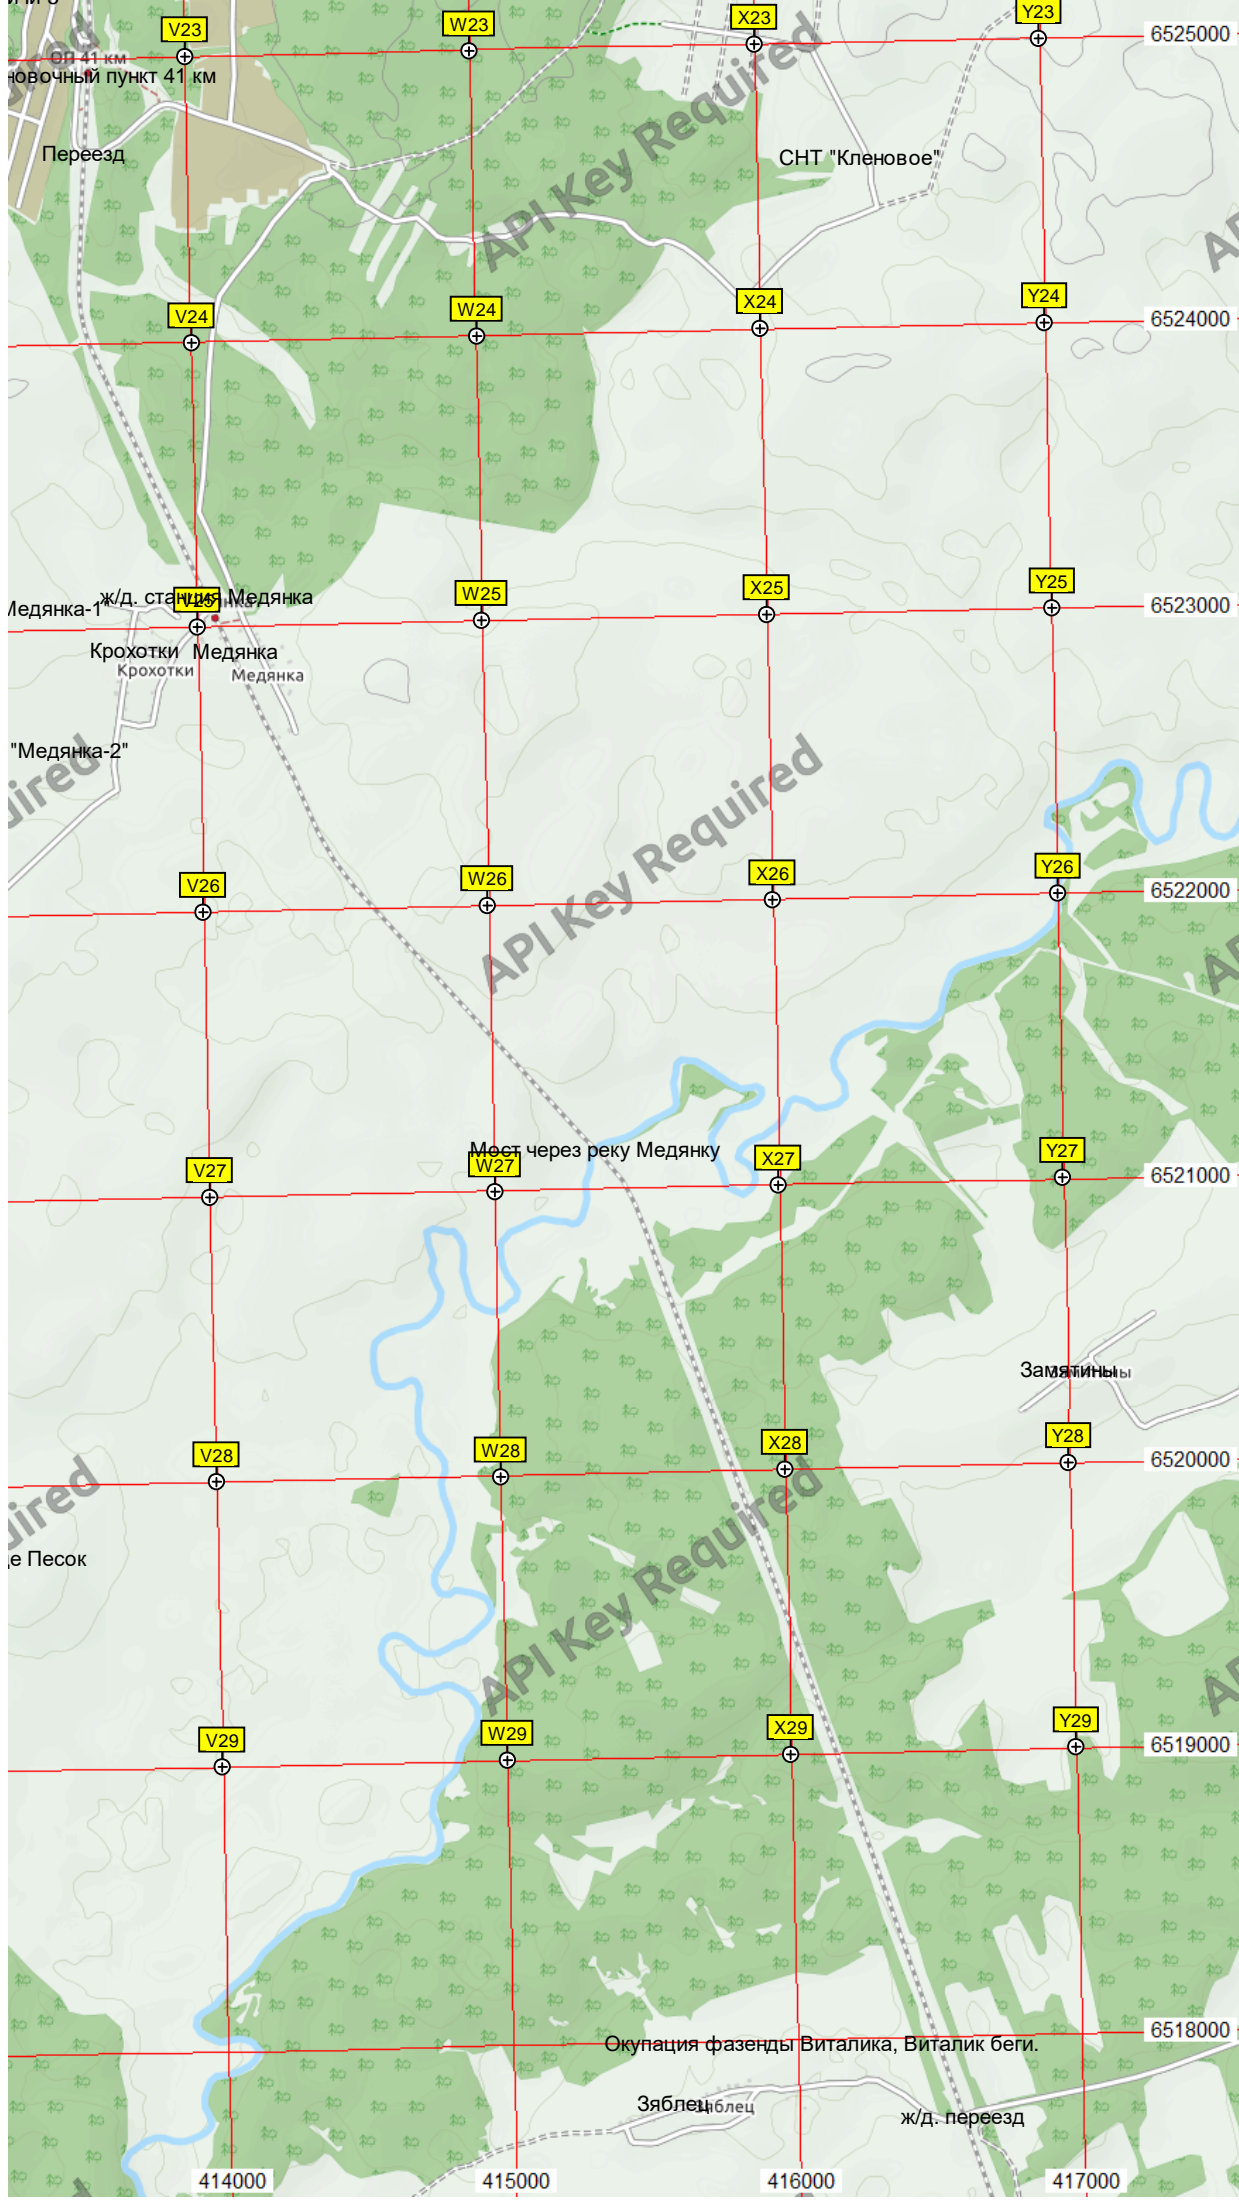 V23
W23
X23
Y23
6525000
ОП 41 км
новочный пункт 41 км
API Key Required
Переезд
СНТ "Кленовое"
V24
W24
X24
Y24
6524000
V25
W25
X25
Y25
6523000
Медянка-1"
ж/д. станция Медянка
Крохотки
Медянка
Крохотки
Медянка
"Медянка-2"
API Key Required
V26
W26
X26
Y26
6522000
Мост через реку Медянку
V27
W27
X27
Y27
6521000
Замятины
V28
W28
X28
Y28
6520000
API Key Required
е Песок
V29
W29
X29
Y29
6519000
6518000
Окупация фазенды Виталика, Виталик беги.
Зяблец
ж/д. переезд
414000
415000
416000
417000